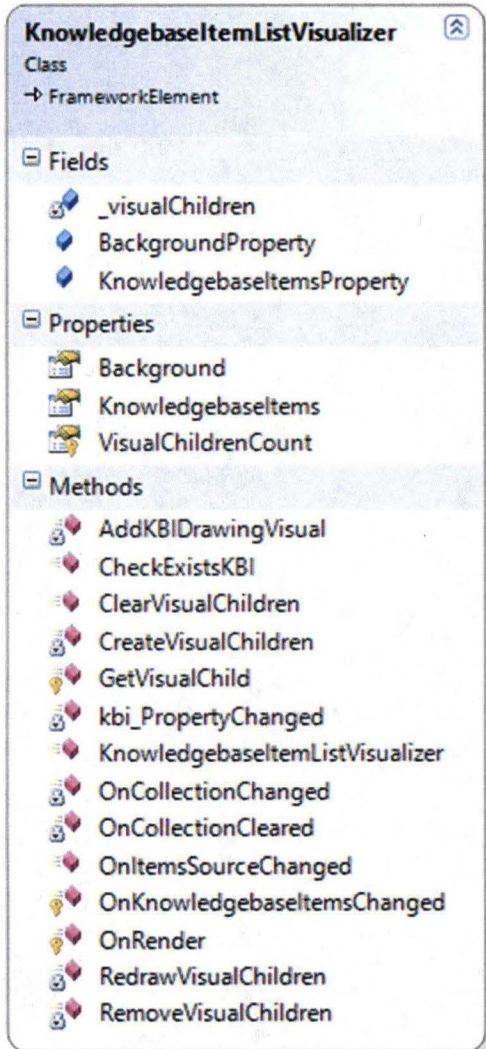 KnowledgebaseItemListVisualizer
Class
FrameworkElement
Fields
_visualChildren
BackgroundProperty
KnowledgebaseItemsProperty
Properties
Background
KnowledgebaseItems
VisualChildrenCount
Methods
AddKBIDrawingVisual
CheckExistsKBI
ClearVisualChildren
CreateVisualChildren
GetVisualChild
kbi_PropertyChanged
KnowledgebaseItemListVisualizer
OnCollectionChanged
OnCollectionCleared
OnItemsSourceChanged
OnKnowledgebaseItemsChanged
OnRender
RedrawVisualChildren
RemoveVisualChildren